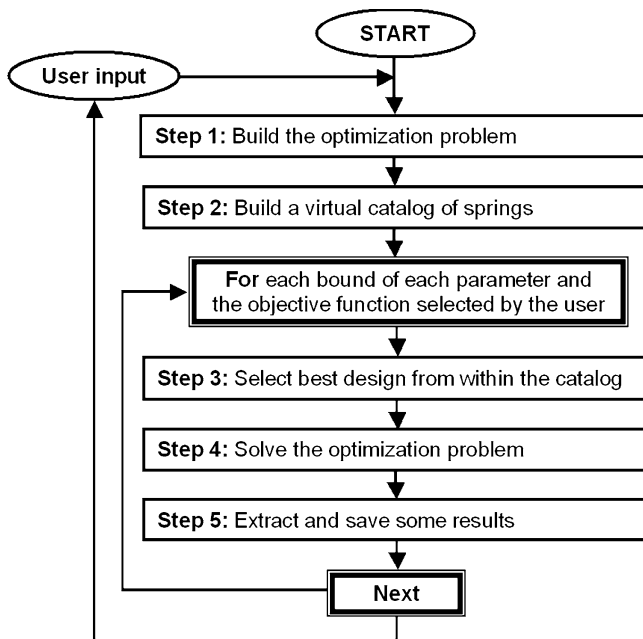 START
User input
Step 1: Build the optimization problem
Step 2: Build a virtual catalog of springs
For each bound of each parameter and
the objective function selected by the user
Step 3: Select best design from within the catalog
Step 4: Solve the optimization problem
Step 5: Extract and save some results
Next